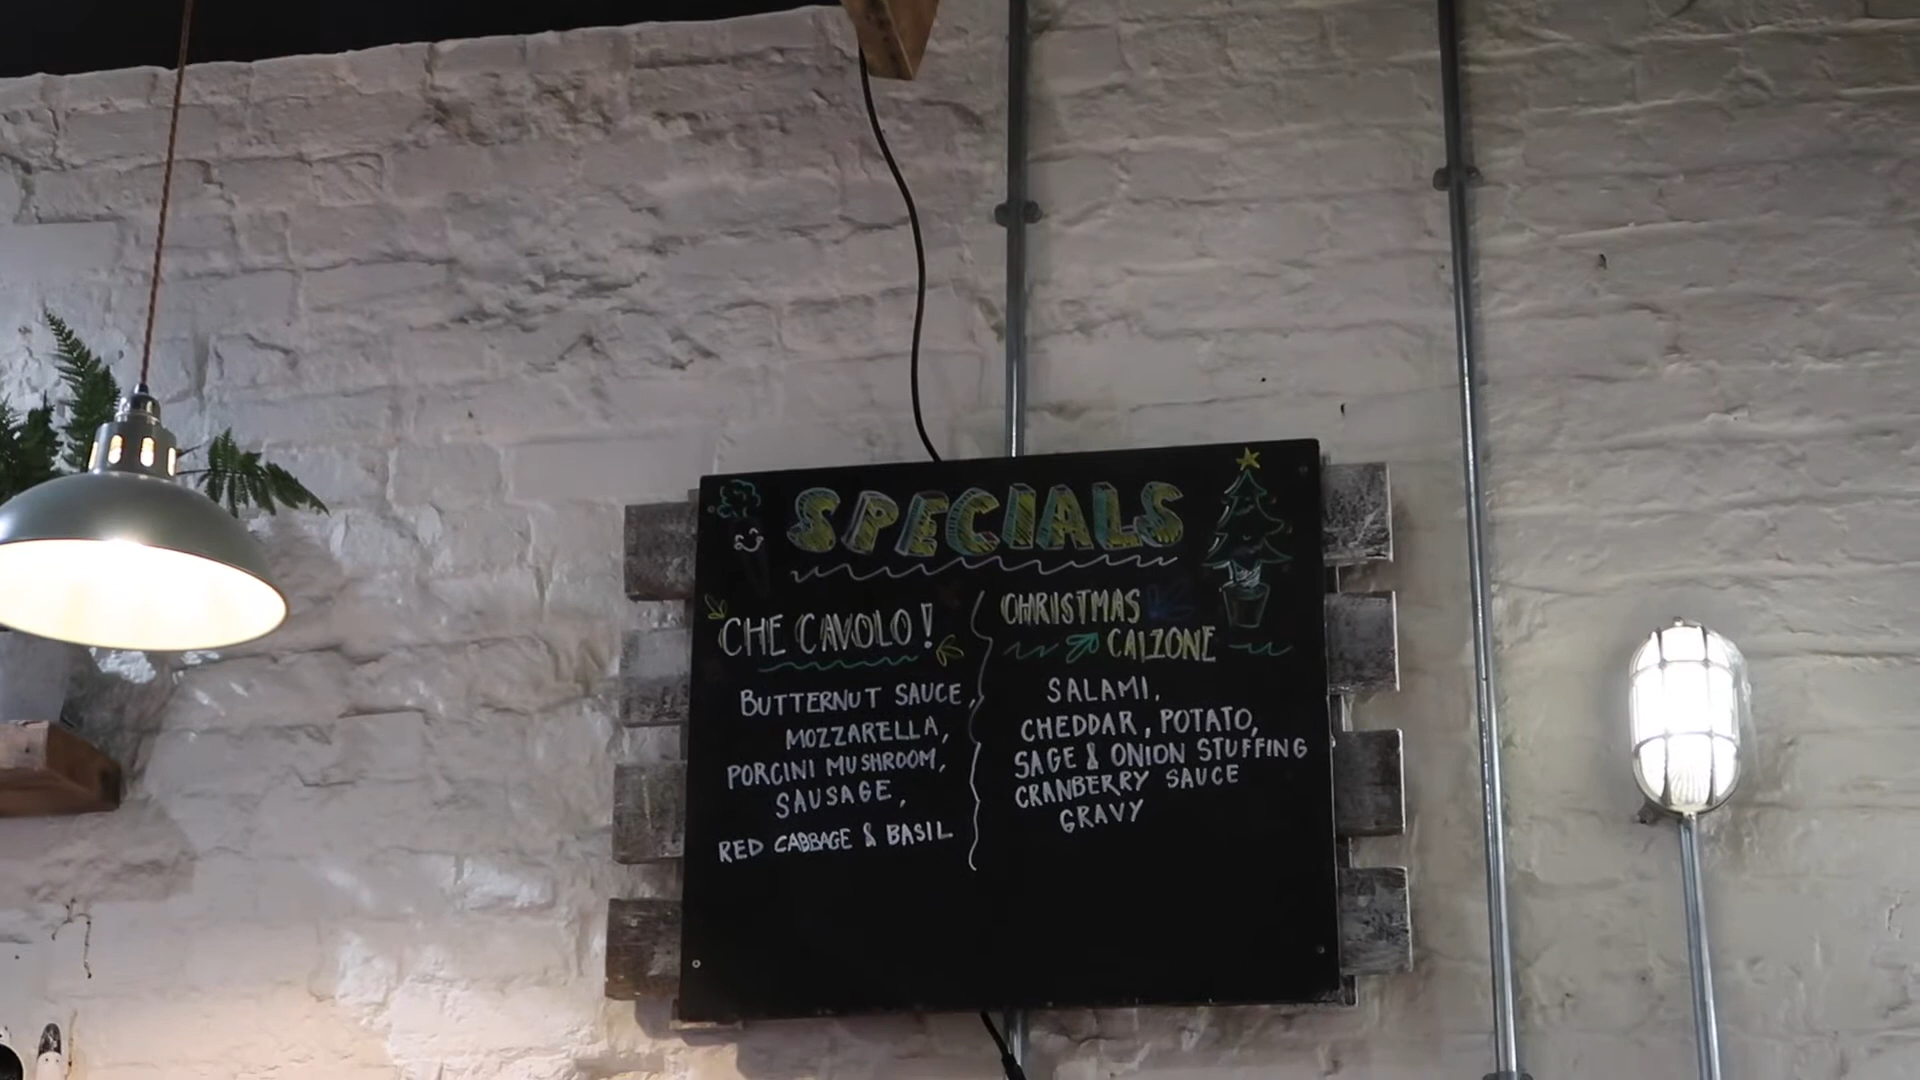 SPECIALS
CHE CAVOLO!
BUTTERNUT SAUCE,
MOZZARELLA,
PORCINI MUSHROOM,
SAUSAGE,
RED CABBAGE & BASIL
CHRISTMAS
CALZONE
SALAMI,
CHEDDAR, POTATO,
SAGE & ONION STUFFING
CRANBERRY SAUCE
GRAVY